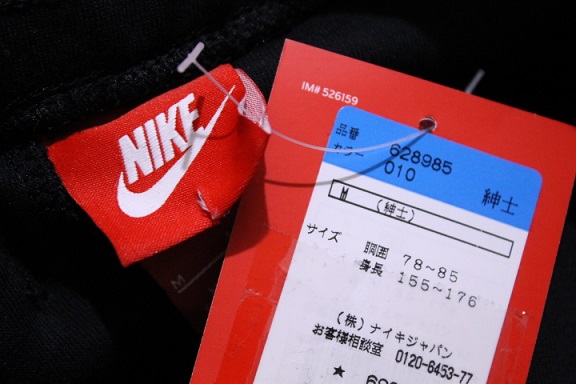 NIKE
M
IM# 526159
品番 628985
カラー 010
紳士
M (紳士)
サイズ 胴囲 78~85
身長 155~176
(株)ナイキジャパン
お客様相談室 0120-6453-77
★